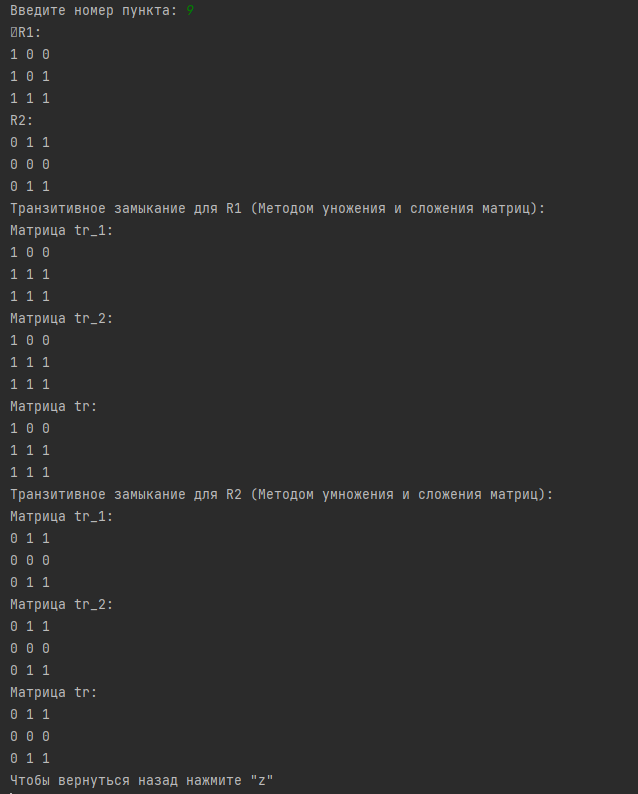 Введите номер пункта: 9
R1:
1 0 0
1 0 1
1 1 1
R2:
0 1 1
0 0 0
0 1 1
Транзитивное замыкание для R1 (Методом уножения и сложения матриц):
Матрица tr_1:
1 0 0
1 1 1
1 1 1
Матрица tr_2:
1 0 0
1 1 1
1 1 1
Матрица tr:
1 0 0
1 1 1
1 1 1
Транзитивное замыкание для R2 (Методом умножения и сложения матриц):
Матрица tr_1:
0 1 1
0 0 0
0 1 1
Матрица tr_2:
0 1 1
0 0 0
0 1 1
Матрица tr:
0 1 1
0 0 0
0 1 1
Чтобы вернуться назад нажмите "z"